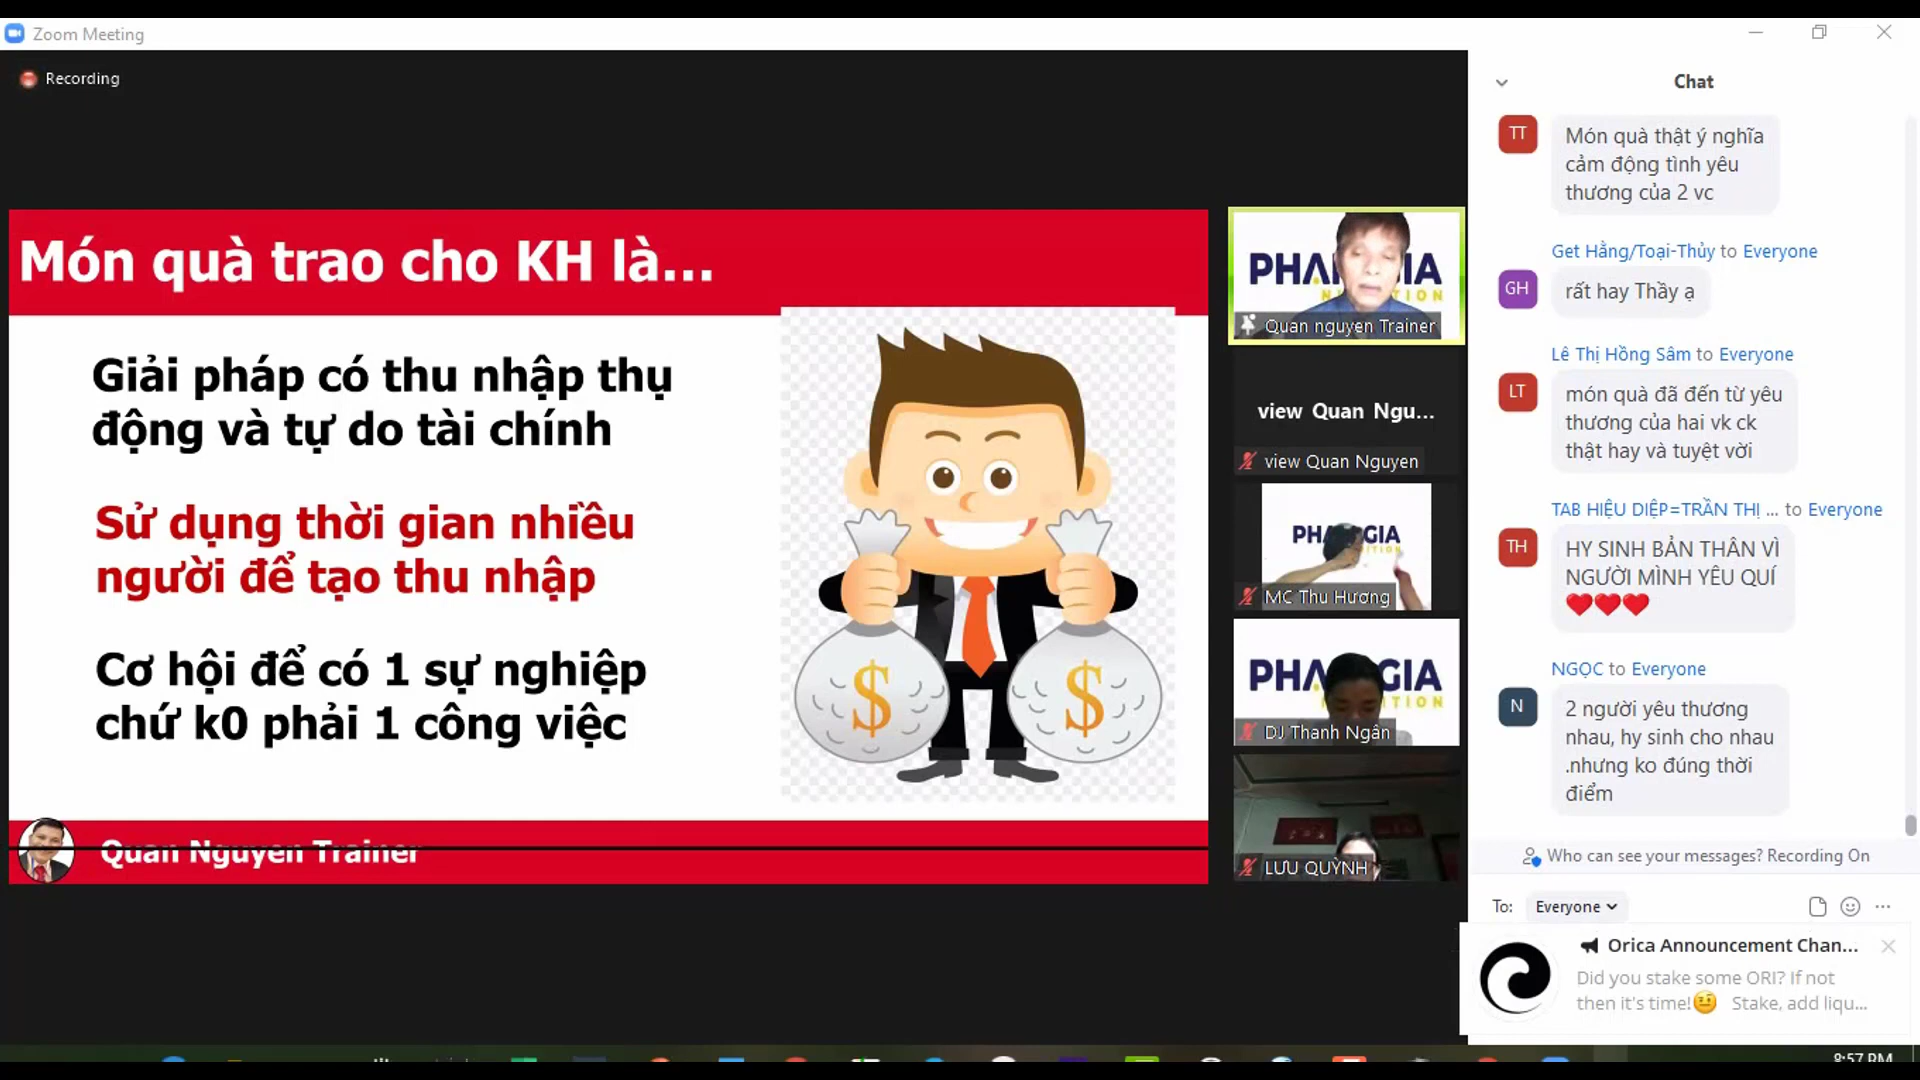 Zoom Meeting
Recording
Món quà trao cho KH là...
Giải pháp có thu nhập thụ
động và tự do tài chính
Sử dụng thời gian nhiều
người để tạo thu nhập
Cơ hội để có 1 sự nghiệp
chứ k0 phải 1 công việc
$
$
Quan Nguyen Trainer
Quan nguyen Trainer
view Quan Ngu...
view Quan Nguyen
MC Thu Hương
DJ Thanh Ngân
LƯU QUỲNH
Chat
TT
Món quà thật ý nghĩa
cảm động tình yêu
thương của 2 vc
Get Hằng/Toại-Thủy to Everyone
GH
rất hay Thầy ạ
Lê Thị Hồng Sâm to Everyone
LT
món quà đã đến từ yêu
thương của hai vk ck
thật hay và tuyệt vời
TAB HIỆU DIỆP=TRẦN THỊ ... to Everyone
TH
HY SINH BẢN THÂN VÌ
NGƯỜI MÌNH YÊU QUÍ
❤❤❤
NGỌC to Everyone
N
2 người yêu thương
nhau, hy sinh cho nhau
.nhưng ko đúng thời
điểm
Who can see your messages? Recording On
To: Everyone
Orica Announcement Chan...
Did you stake some ORI? If not
then it's time! Stake, add liqu...
8:57 PM